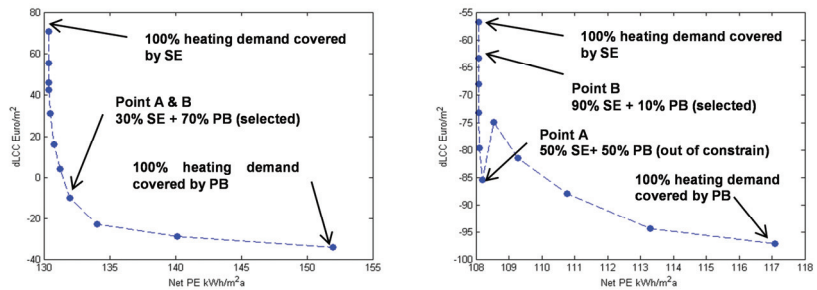 80
60
40
20
0
-20
-40
130
135
140
145
150
155
dLCC Euro/m²
Net PE kWh/m²a
100% heating demand covered
by SE
Point A & B
30% SE + 70% PB (selected)
100% heating demand
covered by PB
-55
-60
-65
-70
-75
-80
-85
-90
-95
-100
108
109
110
111
112
113
114
115
116
117
118
dLCC Euro/m²
Net PE kWh/m²a
100% heating demand covered
by SE
Point B
90% SE + 10% PB (selected)
Point A
50% SE+ 50% PB (out of constrain)
100% heating demand
covered by PB